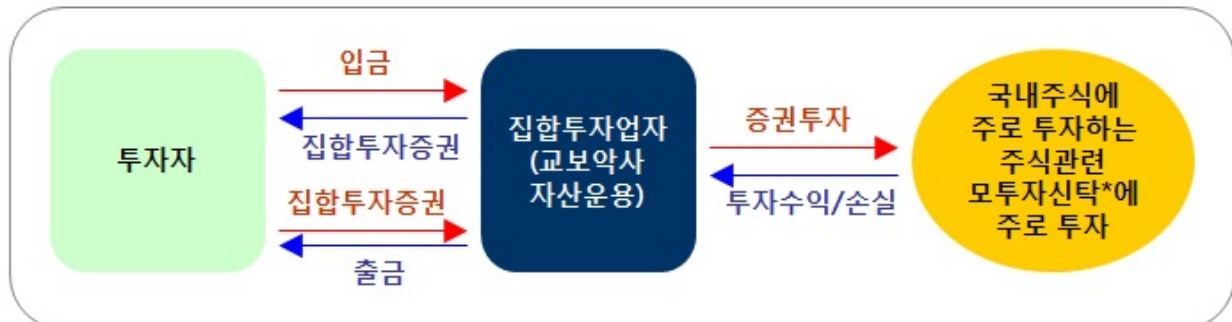 투자자
입금
집합투자증권
집합투자증권
출금
집합투자업자
(교보악사
자산운용)
증권투자
투자수익/손실
국내주식에
주로 투자하는
주식관련
모투자신탁*에
주로 투자